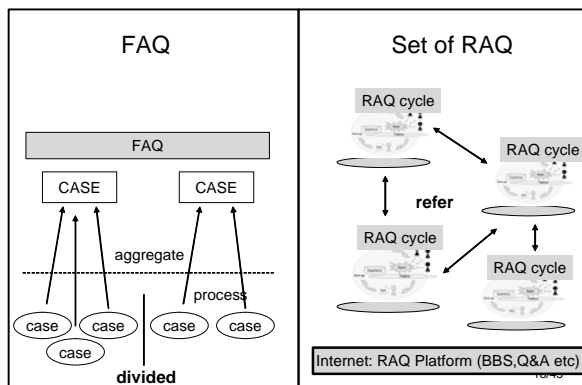 FAQ
FAQ
CASE
CASE
aggregate
process
case
case
case
case
case
divided
Set of RAQ
RAQ cycle
RAQ cycle
refer
RAQ cycle
RAQ cycle
Internet: RAQ Platform (BBS,Q&A etc)